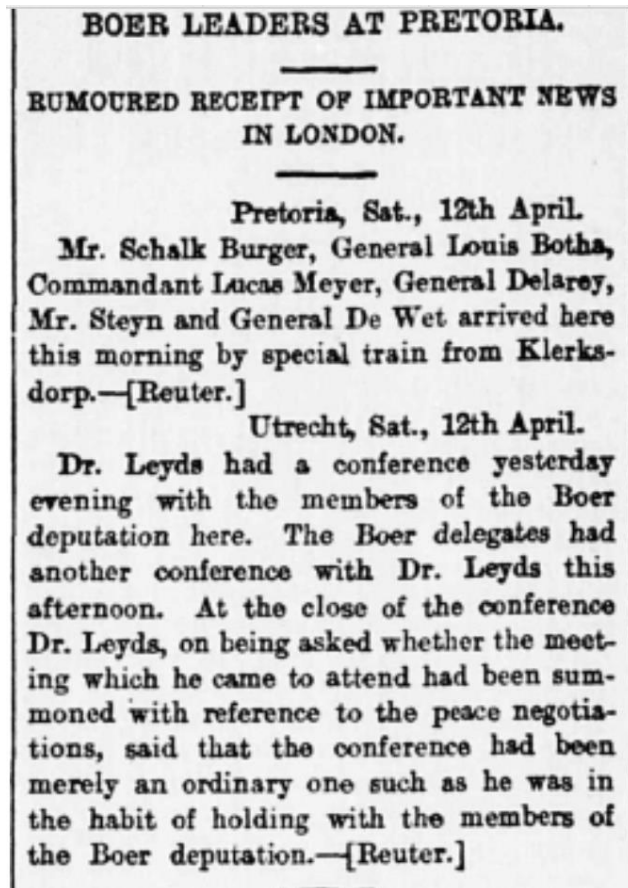 BOER LEADERS AT PRETORIA.
RUMOURED RECEIPT OF IMPORTANT NEWS
IN LONDON.
Pretoria, Sat., 12th April.
Mr. Schalk Burger, General Louis Botha,
Commandant Lucas Meyer, General Delarey,
Mr. Steyn and General De Wet arrived here
this morning by special train from Klerks-
dorp.—[Reuter.]
Utrecht, Sat., 12th April.
Dr. Leyds had a conference yesterday
evening with the members of the Boer
deputation here. The Boer delegates had
another conference with Dr. Leyds this
afternoon. At the close of the conference
Dr. Leyds, on being asked whether the meet-
ing which he came to attend had been sum-
moned with reference to the peace negotia-
tions, said that the conference had been
merely an ordinary one such as he was in
the habit of holding with the members of
the Boer deputation.—[Reuter.]